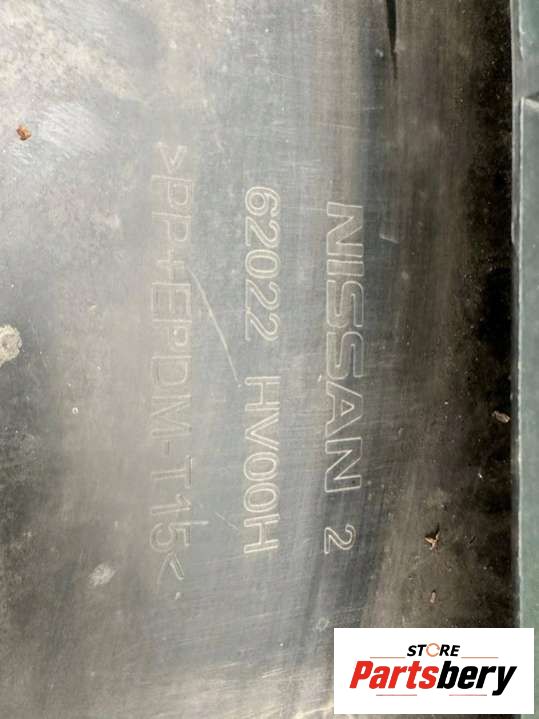 NISSAN 2
62022 HV00H
>PP+EPDM-T15<
STORE
Partsbery